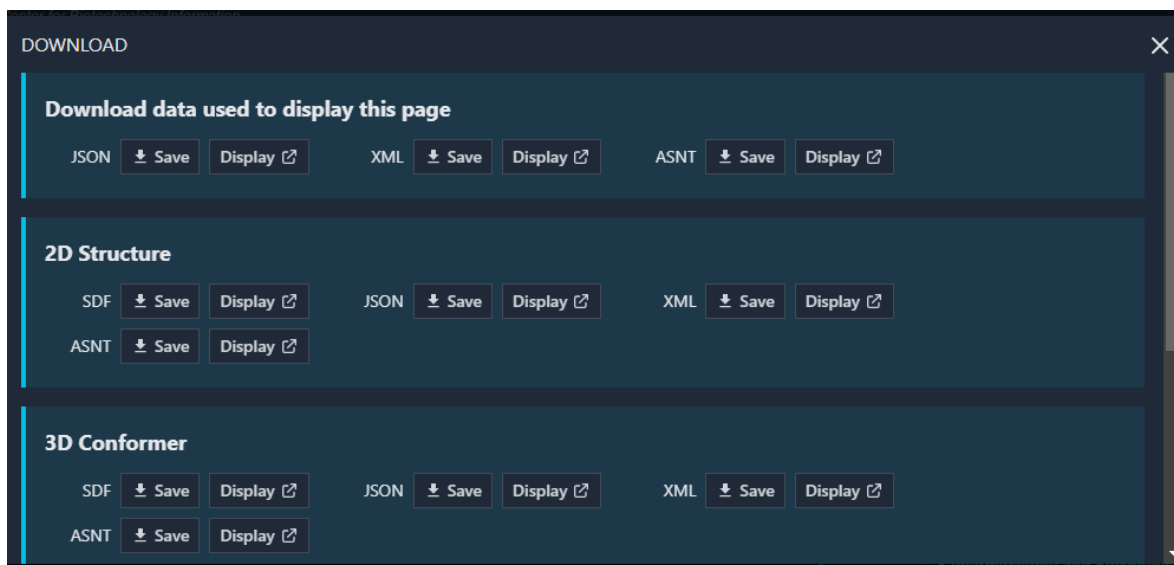 DOWNLOAD
Download data used to display this page
JSON Save Display XML Save Display ASNT Save Display
2D Structure
SDF Save Display JSON Save Display XML Save Display
ASNT Save Display
3D Conformer
SDF Save Display JSON Save Display XML Save Display
ASNT Save Display